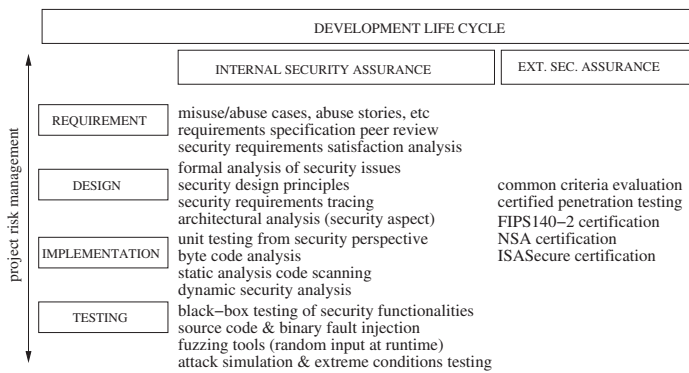 DEVELOPMENT LIFE CYCLE
INTERNAL SECURITY ASSURANCE
EXT. SEC. ASSURANCE
project risk management
REQUIREMENT
misuse/abuse cases, abuse stories, etc
requirements specification peer review
security requirements satisfaction analysis
DESIGN
formal analysis of security issues
security design principles
security requirements tracing
architectural analysis (security aspect)
IMPLEMENTATION
unit testing from security perspective
byte code analysis
static analysis code scanning
dynamic security analysis
TESTING
black−box testing of security functionalities
source code & binary fault injection
fuzzing tools (random input at runtime)
attack simulation & extreme conditions testing
common criteria evaluation
certified penetration testing
FIPS140−2 certification
NSA certification
ISASecure certification